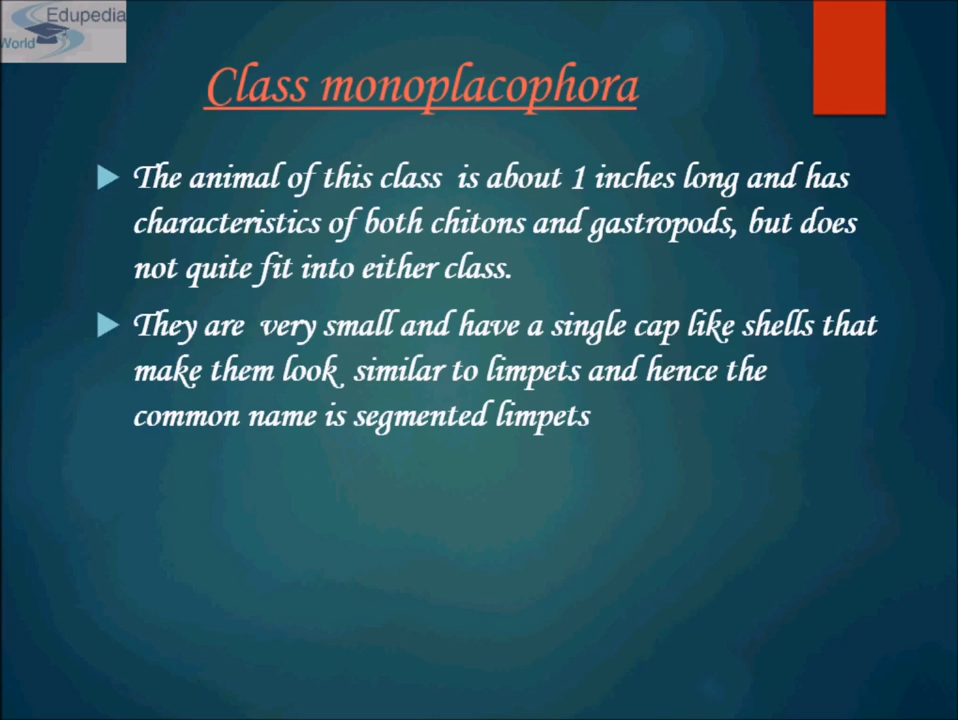 Edupedia
World
Class monoplacophora
The animal of this class is about 1 inches long and has
characteristics of both chitons and gastropods, but does
not quite fit into either class.
They are very small and have a single cap like shells that
make them look similar to limpets and hence the
common name is segmented limpets